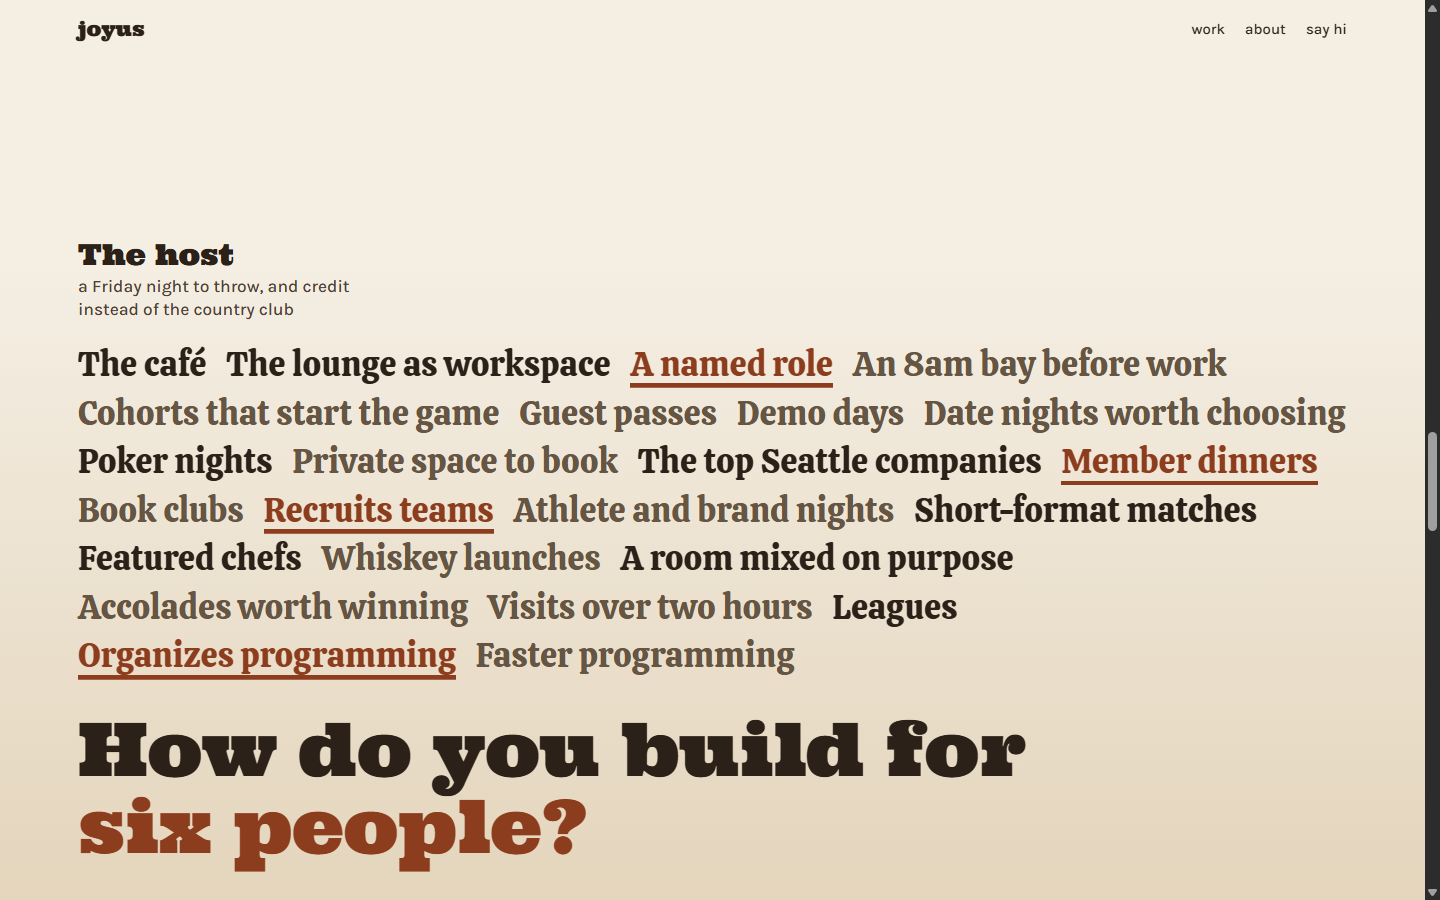 joyus
work about say hi
The host
a Friday night to throw, and credit
instead of the country club
The café The lounge as workspace A named role An 8am bay before work
Cohorts that start the game Guest passes Demo days Date nights worth choosing
Poker nights Private space to book The top Seattle companies Member dinners
Book clubs Recruits teams Athlete and brand nights Short-format matches
Featured chefs Whiskey launches A room mixed on purpose
Accolades worth winning Visits over two hours Leagues
Organizes programming Faster programming
How do you build for
six people?